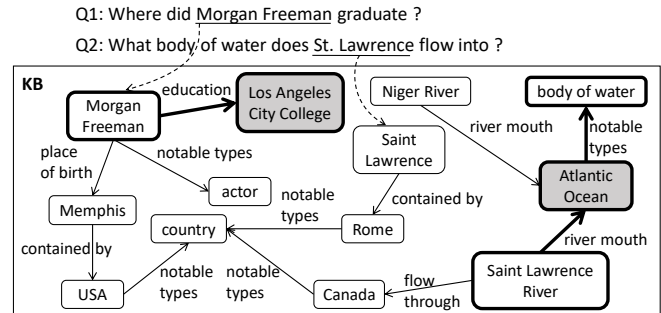 Q1: Where did Morgan Freeman graduate ?
Q2: What body of water does St. Lawrence flow into ?
KB
Morgan
Freeman
education
Los Angeles
City College
Niger River
body of water
place
of birth
notable types
Saint
Lawrence
river mouth
notable
types
actor
Atlantic
Ocean
Memphis
contained by
notable
types
contained by
country
Rome
river mouth
USA
notable
types
notable
types
Canada
flow
through
Saint Lawrence
River